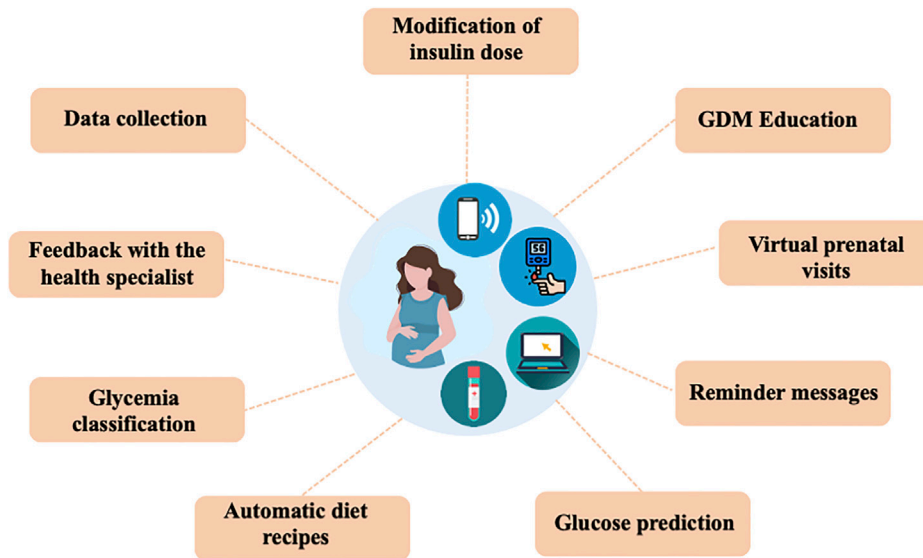 Modification of
insulin dose
Data collection
GDM Education
Feedback with the
health specialist
Virtual prenatal
visits
56
Glycemia
classification
Reminder messages
Automatic diet
recipes
Glucose prediction